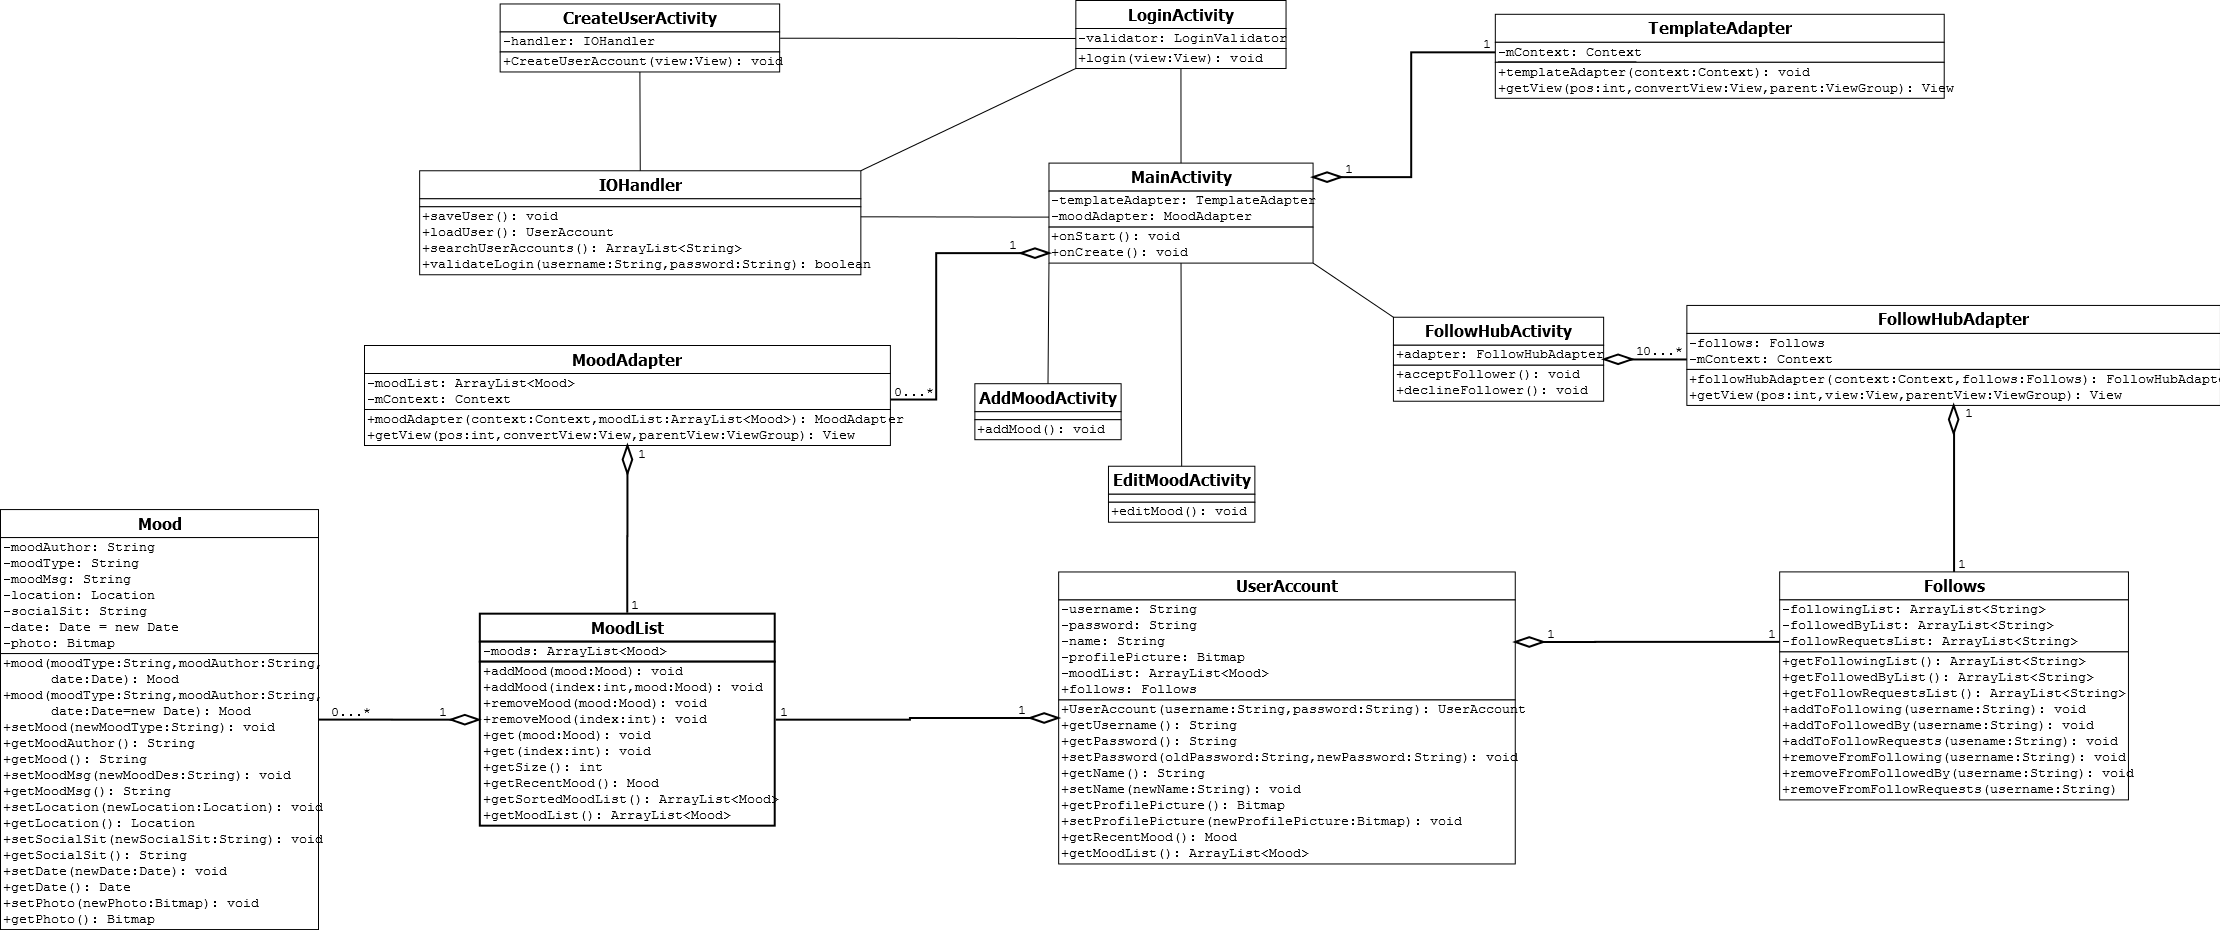 CreateUserActivity
-handler: IOHandler
+CreateUserAccount(view:View): void
LoginActivity
-validator: LoginValidator
+login(view:View): void
TemplateAdapter
-mContext: Context
+templateAdapter(context:Context): void
+getView(pos:int,convertView:View,parent:ViewGroup): View
1
1
IOHandler
+saveUser(): void
+loadUser(): UserAccount
+searchUserAccounts(): ArrayList<String>
+validateLogin(username:String,password:String): boolean
MainActivity
-templateAdapter: TemplateAdapter
-moodAdapter: MoodAdapter
+onStart(): void
+onCreate(): void
1
0...*
FollowHubActivity
+adapter: FollowHubAdapter
+acceptFollower(): void
+declineFollower(): void
10...*
FollowHubAdapter
-follows: Follows
-mContext: Context
+followHubAdapter(context:Context,follows:Follows): FollowHubAdapte
+getView(pos:int,view:View,parentView:ViewGroup): View
1
1
MoodAdapter
-moodList: ArrayList<Mood>
-mContext: Context
+moodAdapter(context:Context,moodList:ArrayList<Mood>): MoodAdapter
+getView(pos:int,convertView:View,parentView:ViewGroup): View
1
1
AddMoodActivity
+addMood(): void
EditMoodActivity
+editMood(): void
Mood
-moodAuthor: String
-moodType: String
-moodMsg: String
-location: Location
-socialSit: String
-date: Date = new Date
-photo: Bitmap
+mood(moodType:String,moodAuthor:String,
date:Date): Mood
+mood(moodType:String,moodAuthor:String,
date:Date=new Date): Mood
+setMood(newMoodType:String): void
+getMoodAuthor(): String
+getMood(): String
+setMoodMsg(newMoodDes:String): void
+getMoodMsg(): String
+setLocation(newLocation:Location): void
+getLocation(): Location
+setSocialSit(newSocialSit:String): void
+getSocialSit(): String
+setDate(newDate:Date): void
+getDate(): Date
+setPhoto(newPhoto:Bitmap): void
+getPhoto(): Bitmap
0...*
1
MoodList
-moods: ArrayList<Mood>
+addMood(mood:Mood): void
+addMood(index:int,mood:Mood): void
+removeMood(mood:Mood): void
+removeMood(index:int): void
+get(mood:Mood): void
+get(index:int): void
+getSize(): int
+getRecentMood(): Mood
+getSortedMoodList(): ArrayList<Mood>
+getMoodList(): ArrayList<Mood>
1
1
UserAccount
-username: String
-password: String
-name: String
-profilePicture: Bitmap
-moodList: ArrayList<Mood>
+follows: Follows
+UserAccount(username:String,password:String): UserAccount
+getUsername(): String
+getPassword(): String
+setPassword(oldPassword:String,newPassword:String): void
+getName(): String
+setName(newName:String): void
+getProfilePicture(): Bitmap
+setProfilePicture(newProfilePicture:Bitmap): void
+getRecentMood(): Mood
+getMoodList(): ArrayList<Mood>
1
1
Follows
-followingList: ArrayList<String>
-followedByList: ArrayList<String>
-followRequetsList: ArrayList<String>
+getFollowingList(): ArrayList<String>
+getFollowedByList(): ArrayList<String>
+getFollowRequestsList(): ArrayList<String>
+addToFollowing(username:String): void
+addToFollowedBy(username:String): void
+addToFollowRequests(usename:String): void
+removeFromFollowing(username:String): void
+removeFromFollowedBy(username:String): void
+removeFromFollowRequests(username:String)